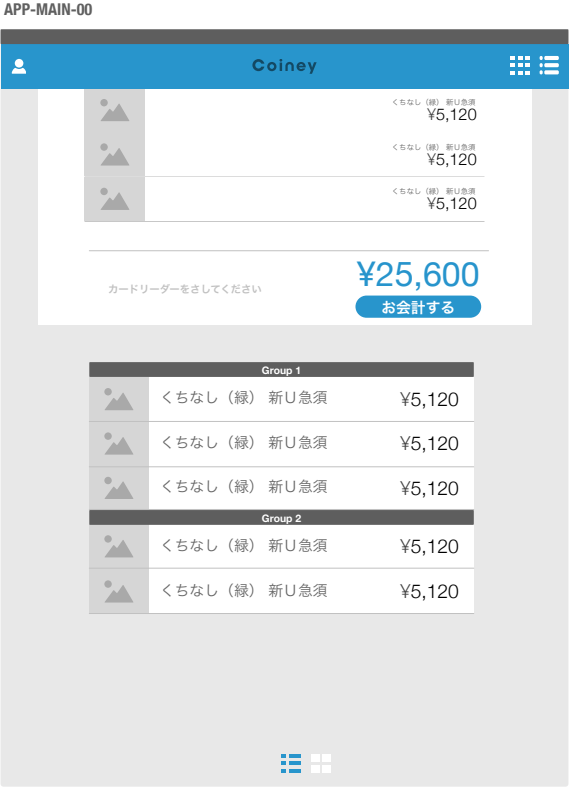 APP-MAIN-00
Coiney
くちなし（緑） 新U急須
¥5,120
くちなし（緑） 新U急須
¥5,120
くちなし（緑） 新U急須
¥5,120
¥25,600
カードリーダーをさしてください
お会計する
Group 1
くちなし（緑） 新U急須 ¥5,120
くちなし（緑） 新U急須 ¥5,120
くちなし（緑） 新U急須 ¥5,120
Group 2
くちなし（緑） 新U急須 ¥5,120
くちなし（緑） 新U急須 ¥5,120